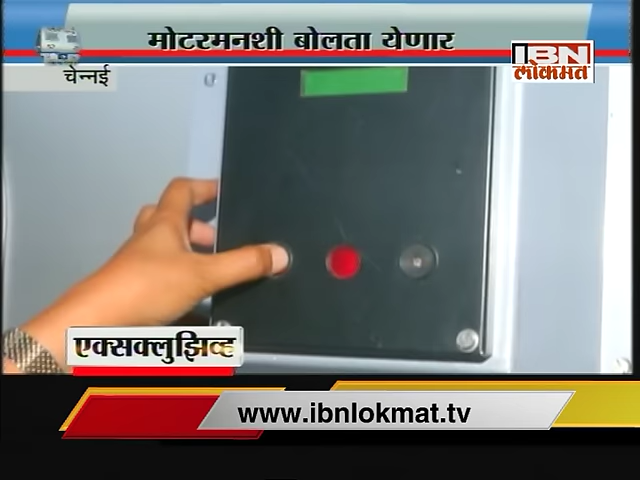 मोटरमनशी बोलता येणार
IBN
लोकमत
चेन्नई
एक्सक्लुझिव्ह
www.ibnlokmat.tv